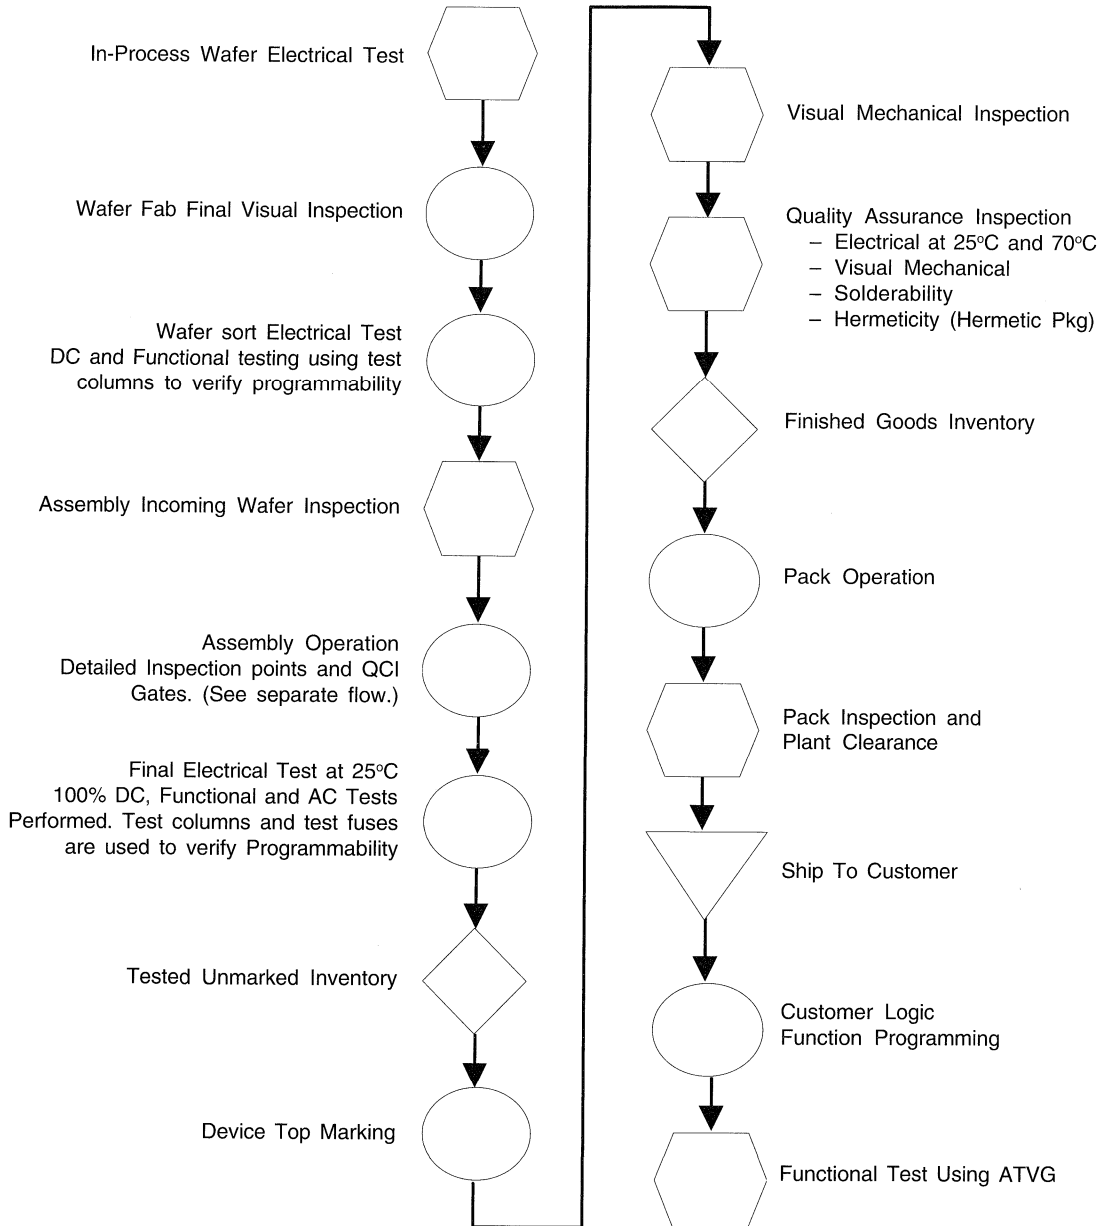 In-Process Wafer Electrical Test
Wafer Fab Final Visual Inspection
Wafer sort Electrical Test
DC and Functional testing using test
columns to verify programmability
Assembly Incoming Wafer Inspection
Assembly Operation
Detailed Inspection points and QCI
Gates. (See separate flow.)
Final Electrical Test at 25°C
100% DC, Functional and AC Tests
Performed. Test columns and test fuses
are used to verify Programmability
Tested Unmarked Inventory
Device Top Marking
Visual Mechanical Inspection
Quality Assurance Inspection
– Electrical at 25°C and 70°C
– Visual Mechanical
– Solderability
– Hermeticity (Hermetic Pkg)
Finished Goods Inventory
Pack Operation
Pack Inspection and
Plant Clearance
Ship To Customer
Customer Logic
Function Programming
Functional Test Using ATVG